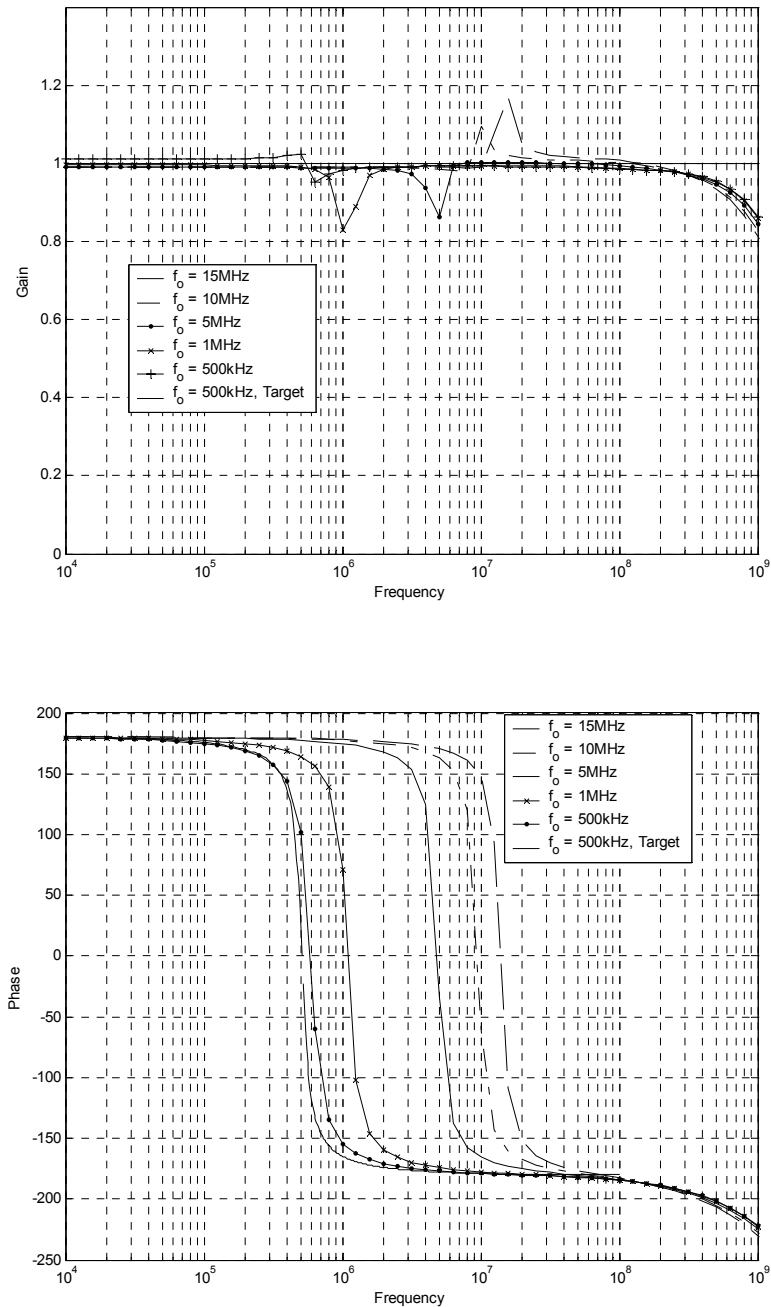 1.2
1
0.8
0.6
0.4
0.2
0
Gain
f_o = 15MHz
f_o = 10MHz
f_o = 5MHz
f_o = 1MHz
f_o = 500kHz
f_o = 500kHz, Target
10^4 10^5 10^6 10^7 10^8 10^9
Frequency
200
150
100
50
0
-50
-100
-150
-200
-250
Phase
f_o = 15MHz
f_o = 10MHz
f_o = 5MHz
f_o = 1MHz
f_o = 500kHz
f_o = 500kHz, Target
10^4 10^5 10^6 10^7 10^8 10^9
Frequency